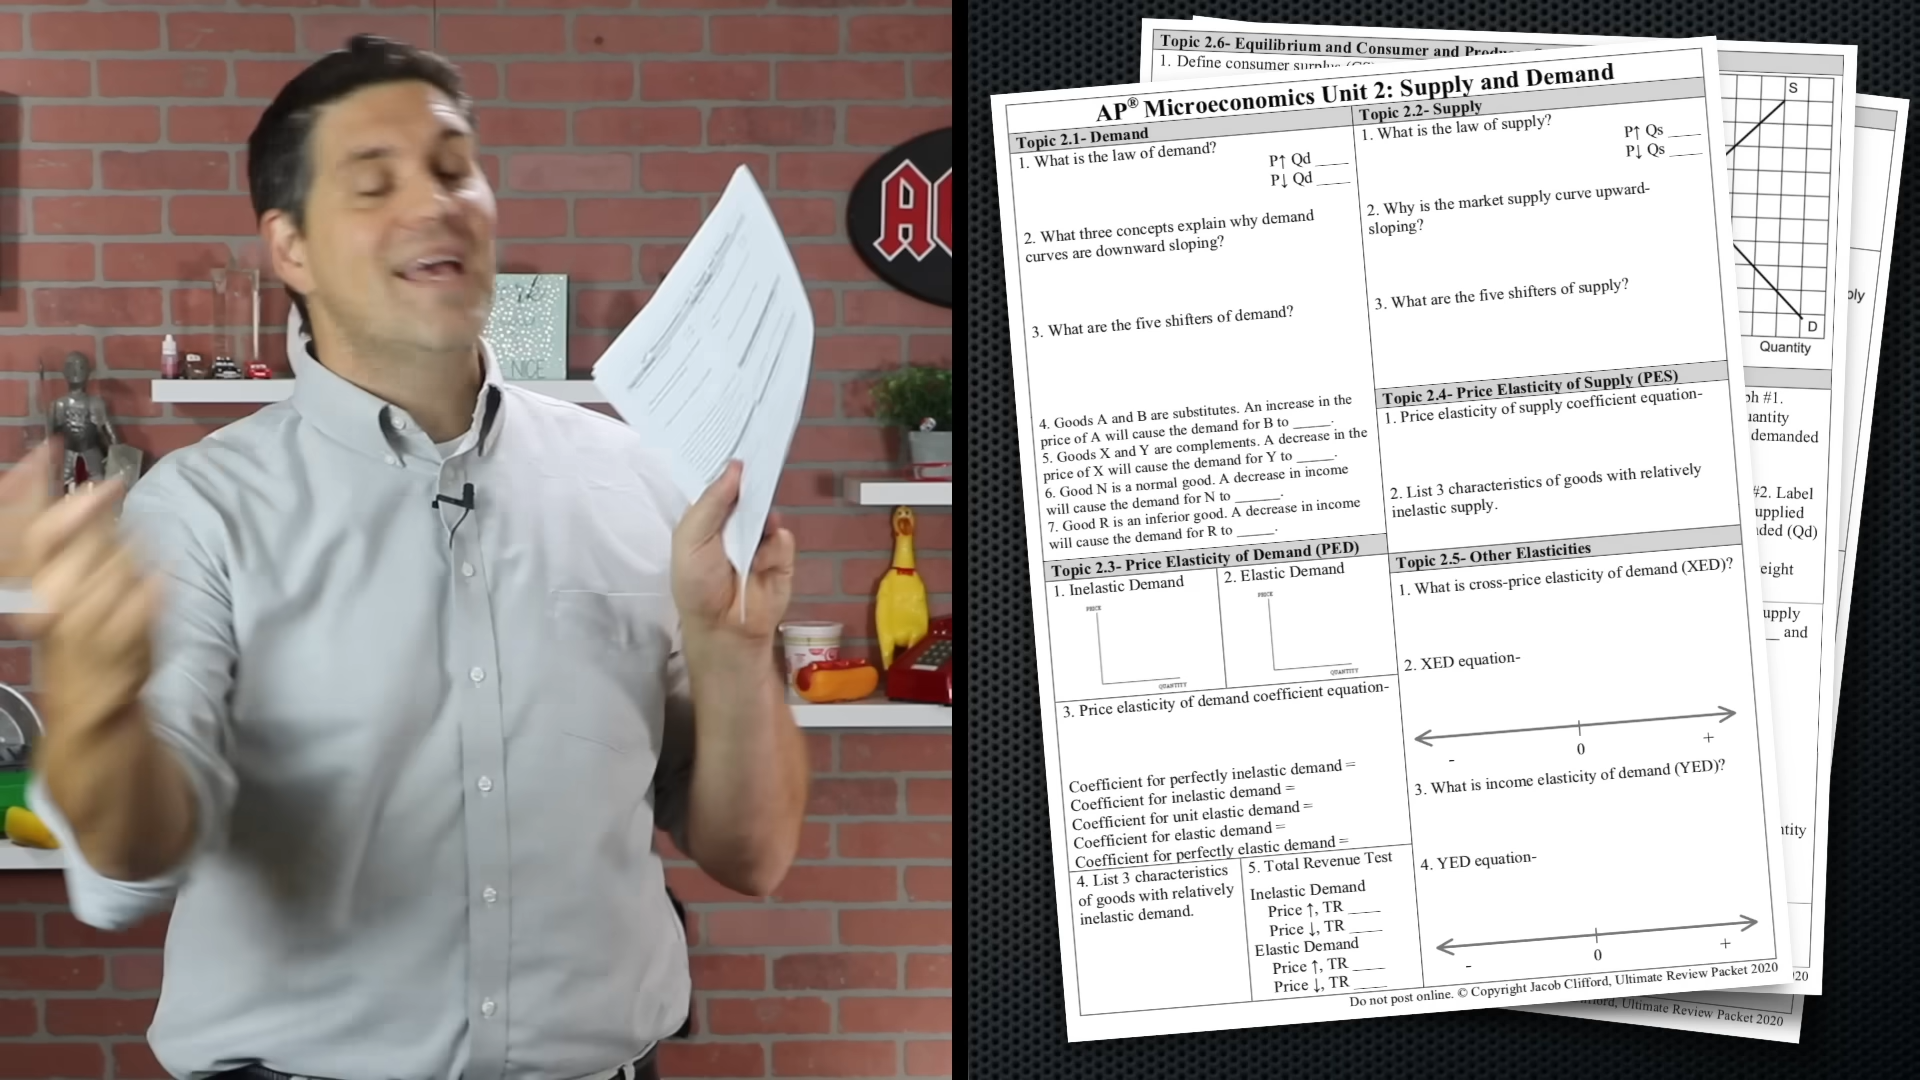 AC
NICE
Topic 2.6- Equilibrium and Consumer and
1. Define consumer surplus
AP® Microeconomics Unit 2: Supply and Demand
Topic 2.1- Demand
1. What is the law of demand?
P↑ Qd ____
P↓ Qd ____
2. What three concepts explain why demand
curves are downward sloping?
3. What are the five shifters of demand?
4. Goods A and B are substitutes. An increase in the
price of A will cause the demand for B to _____.
5. Goods X and Y are complements. A decrease in the
price of X will cause the demand for Y to _____.
6. Good N is a normal good. A decrease in income
will cause the demand for N to ______.
7. Good R is an inferior good. A decrease in income
will cause the demand for R to _____.
Topic 2.3- Price Elasticity of Demand (PED)
1. Inelastic Demand
PRICE
QUANTITY
2. Elastic Demand
PRICE
QUANTITY
3. Price elasticity of demand coefficient equation-
Coefficient for perfectly inelastic demand =
Coefficient for inelastic demand =
Coefficient for unit elastic demand =
Coefficient for elastic demand =
Coefficient for perfectly elastic demand =
4. List 3 characteristics
of goods with relatively
inelastic demand.
5. Total Revenue Test
Inelastic Demand
Price ↑, TR ____
Price ↓, TR ____
Elastic Demand
Price ↑, TR ____
Price ↓, TR ____
Topic 2.2- Supply
1. What is the law of supply?
P↑ Qs ____
P↓ Qs ____
2. Why is the market supply curve upward-
sloping?
3. What are the five shifters of supply?
Topic 2.4- Price Elasticity of Supply (PES)
1. Price elasticity of supply coefficient equation-
2. List 3 characteristics of goods with relatively
inelastic supply.
Topic 2.5- Other Elasticities
1. What is cross-price elasticity of demand (XED)?
2. XED equation-
- 0 +
3. What is income elasticity of demand (YED)?
4. YED equation-
- 0 +
Do not post online. © Copyright Jacob Clifford, Ultimate Review Packet 2020
S
D
Quantity
#1.
demanded
#2. Label
(Qd)
and
20
Ultimate Review Packet 2020